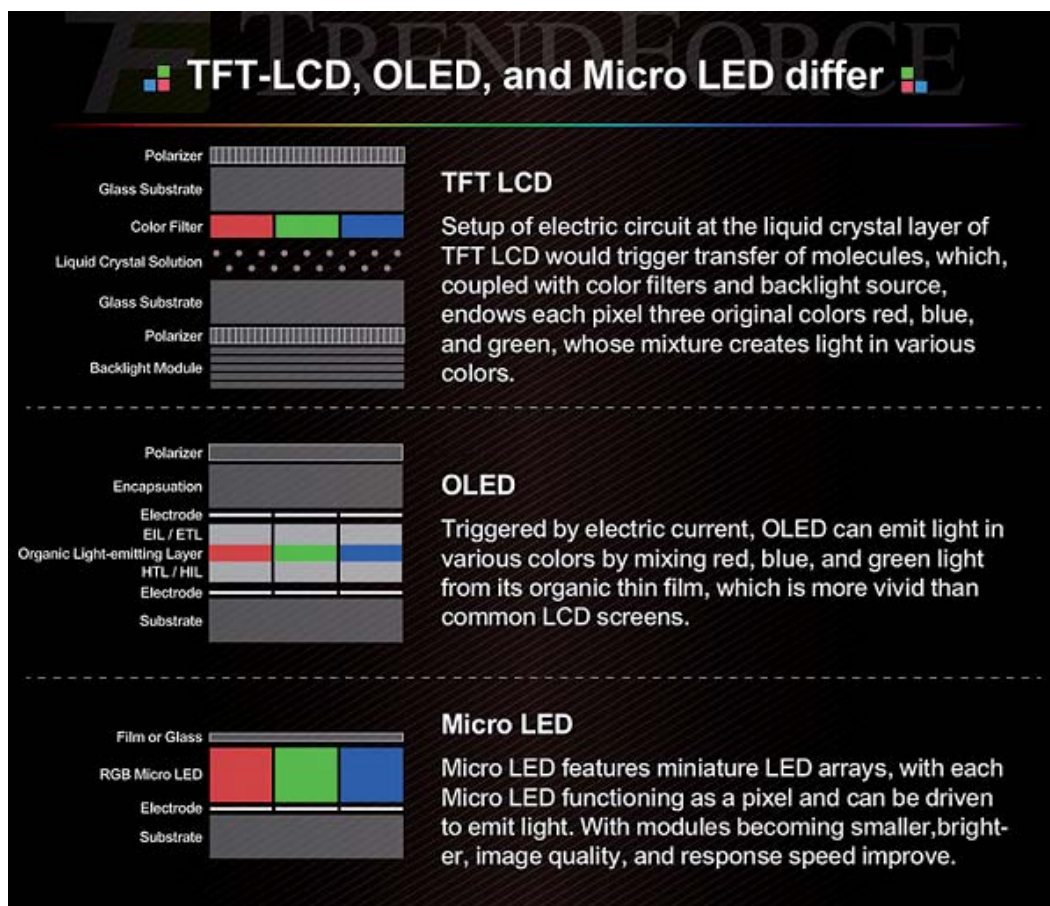 TRENDFORCE
TFT-LCD, OLED, and Micro LED differ
Polarizer
Glass Substrate
Color Filter
Liquid Crystal Solution
Glass Substrate
Polarizer
Backlight Module
TFT LCD
Setup of electric circuit at the liquid crystal layer of
TFT LCD would trigger transfer of molecules, which,
coupled with color filters and backlight source,
endows each pixel three original colors red, blue,
and green, whose mixture creates light in various
colors.
Polarizer
Encapsuation
Electrode
EIL / ETL
Organic Light-emitting Layer
HTL / HIL
Electrode
Substrate
OLED
Triggered by electric current, OLED can emit light in
various colors by mixing red, blue, and green light
from its organic thin film, which is more vivid than
common LCD screens.
Film or Glass
RGB Micro LED
Electrode
Substrate
Micro LED
Micro LED features miniature LED arrays, with each
Micro LED functioning as a pixel and can be driven
to emit light. With modules becoming smaller,bright-
er, image quality, and response speed improve.